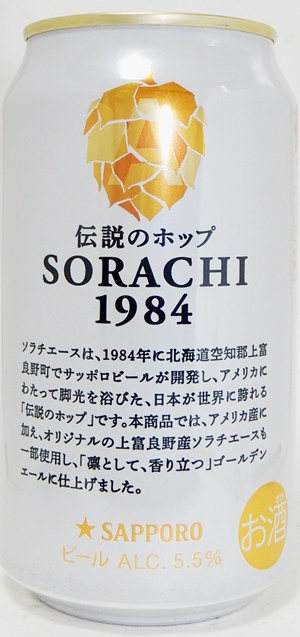 伝説のホップ
SORACHI
1984
ソラチエースは、1984年に北海道空知郡上富
良野町でサッポロビールが開発し、アメリカに
わたって脚光を浴びた、日本が世界に誇れる
「伝説のホップ」です。本商品では、アメリカ産に
加え、オリジナルの上富良野産ソラチエースも
一部使用し、「凛として、香り立つ」ゴールデン
エールに仕上げました。
★ SAPPORO
ビール ALC. 5.5%
お酒